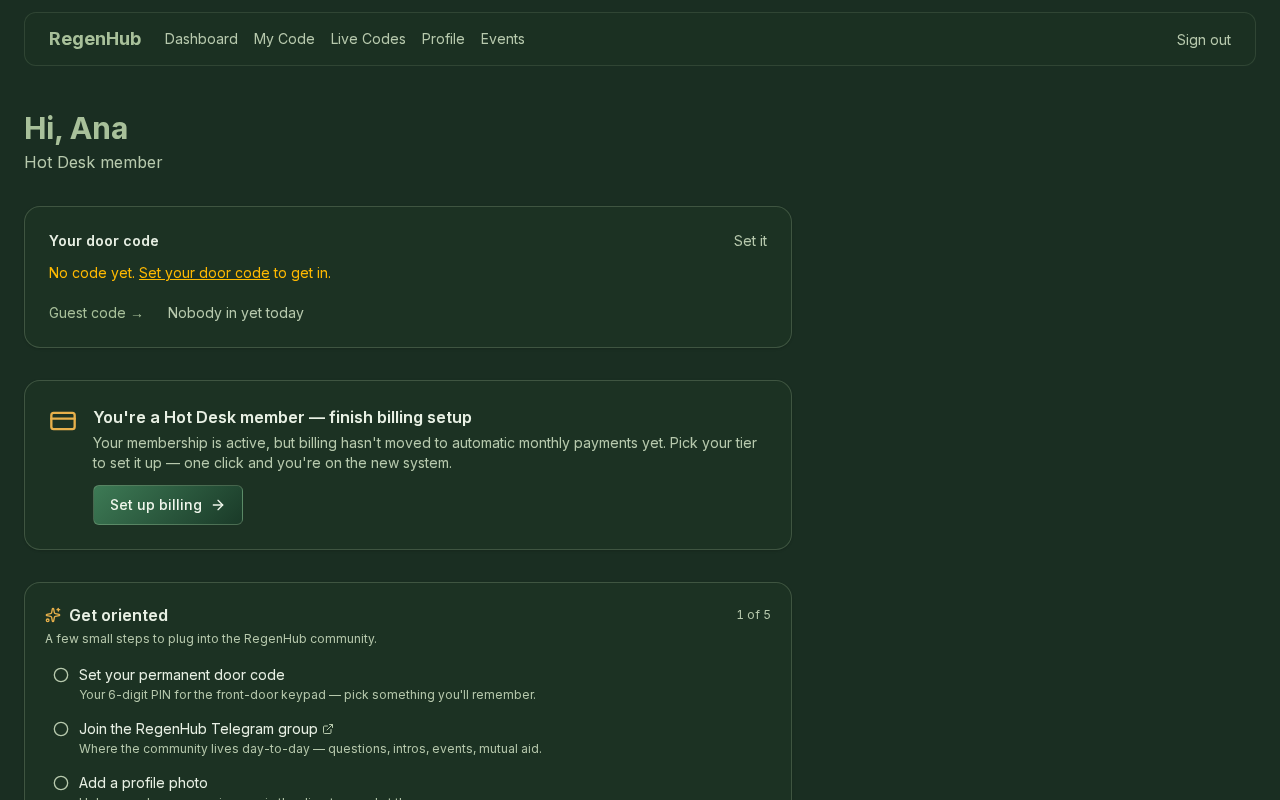 RegenHub Dashboard My Code Live Codes Profile Events Sign out
Hi, Ana
Hot Desk member
Your door code Set it
No code yet. Set your door code to get in.
Guest code → Nobody in yet today
You're a Hot Desk member — finish billing setup
Your membership is active, but billing hasn't moved to automatic monthly payments yet. Pick your tier
to set it up — one click and you're on the new system.
Set up billing →
Get oriented 1 of 5
A few small steps to plug into the RegenHub community.
Set your permanent door code
Your 6-digit PIN for the front-door keypad — pick something you'll remember.
Join the RegenHub Telegram group
Where the community lives day-to-day — questions, intros, events, mutual aid.
Add a profile photo